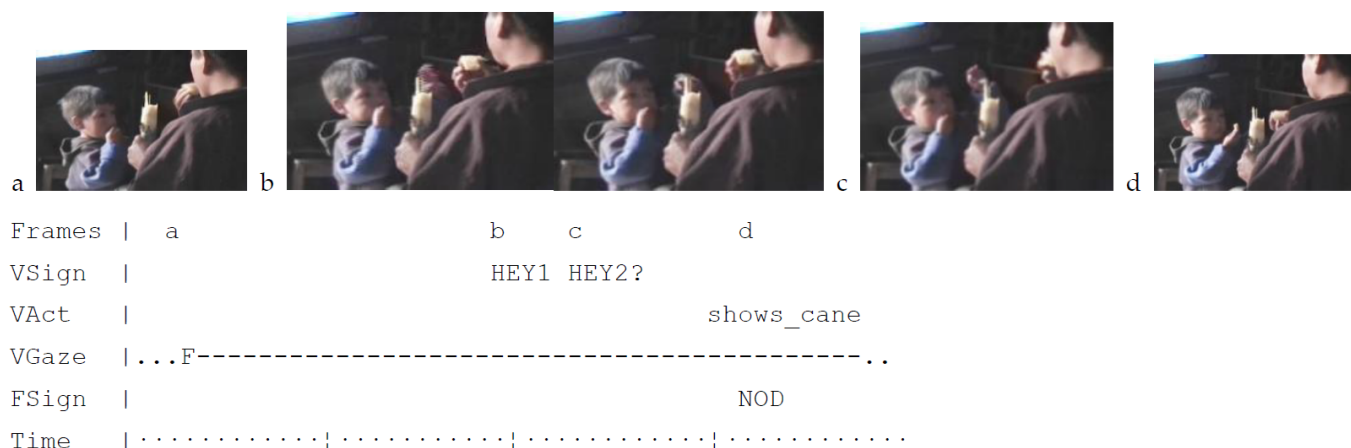 a b c d
Frames | a b c d
VSign | HEY1 HEY2?
VAct | shows_cane
VGaze |...F--------------------------------------------..
FSign | NOD
Time |············¦···········¦············¦············